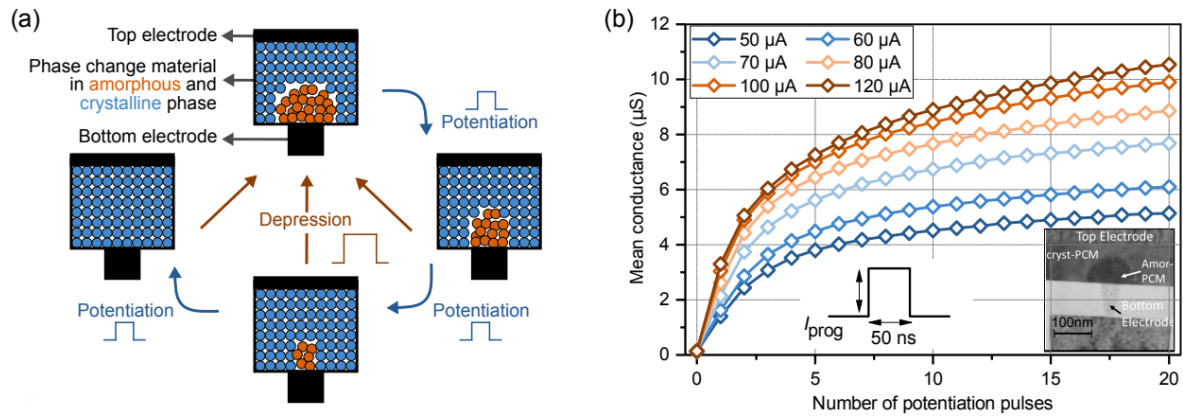 (a)
Top electrode
Phase change material
in amorphous and
crystalline phase
Bottom electrode
Potentiation
Depression
Potentiation
Potentiation
(b)
Mean conductance (µS)
12
10
8
6
4
2
0
50 µA
60 µA
70 µA
80 µA
100 µA
120 µA
Iprog
50 ns
Top Electrode
cryst-PCM
Amor-
PCM
Bottom
Electrode
100nm
0
5
10
15
20
Number of potentiation pulses